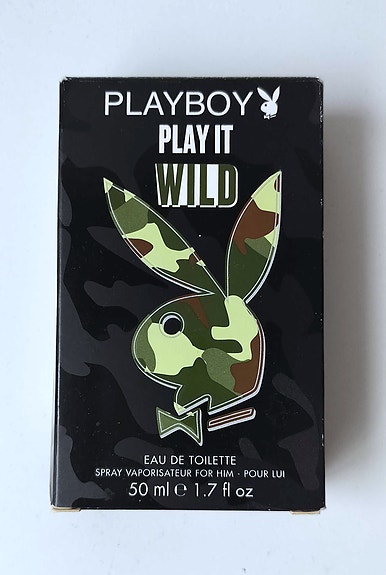 PLAYBOY
PLAY IT
WILD
EAU DE TOILETTE
SPRAY VAPORISATEUR FOR HIM · POUR LUI
50 ml ℮ 1.7 fl oz